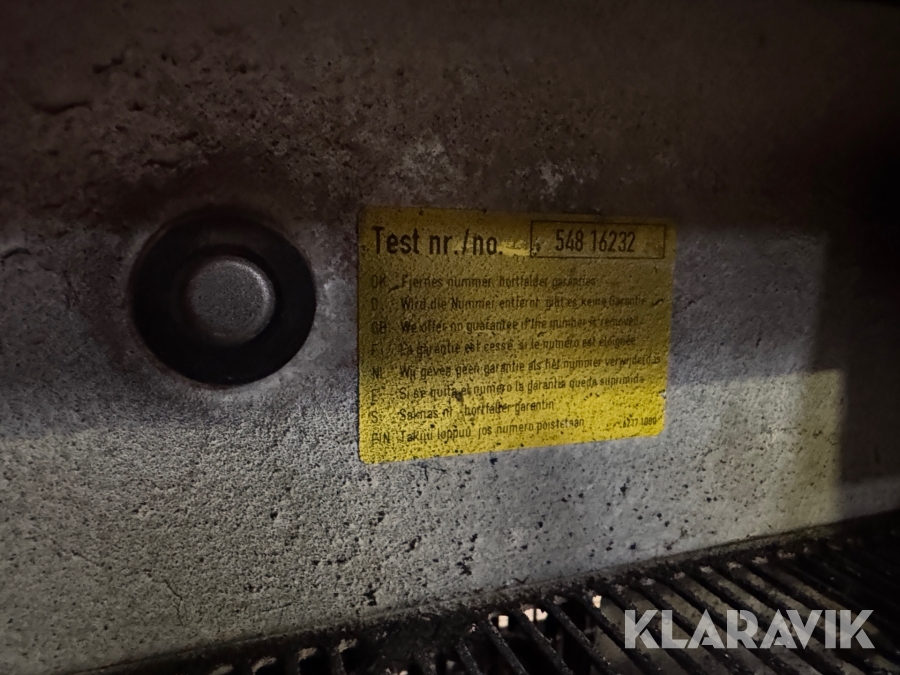 Test nr./no. 548 16232
DK: Fjernes nummer, bortfalder garantien
D: Wird die Nummer entfernt, gibt es keine Garantie
GB: We offer no guarantee if the number is removed
F: La garantie est cessé, si le numéro est éloignée
NL: Wij geven geen garantie als het nummer verwijderd is
E: Si se quita el número la garantía queda suprimida
S: Saknas nr. bortfalder garantin
FIN: Takuu loppuu jos numero poistetaan
KLARAVIK